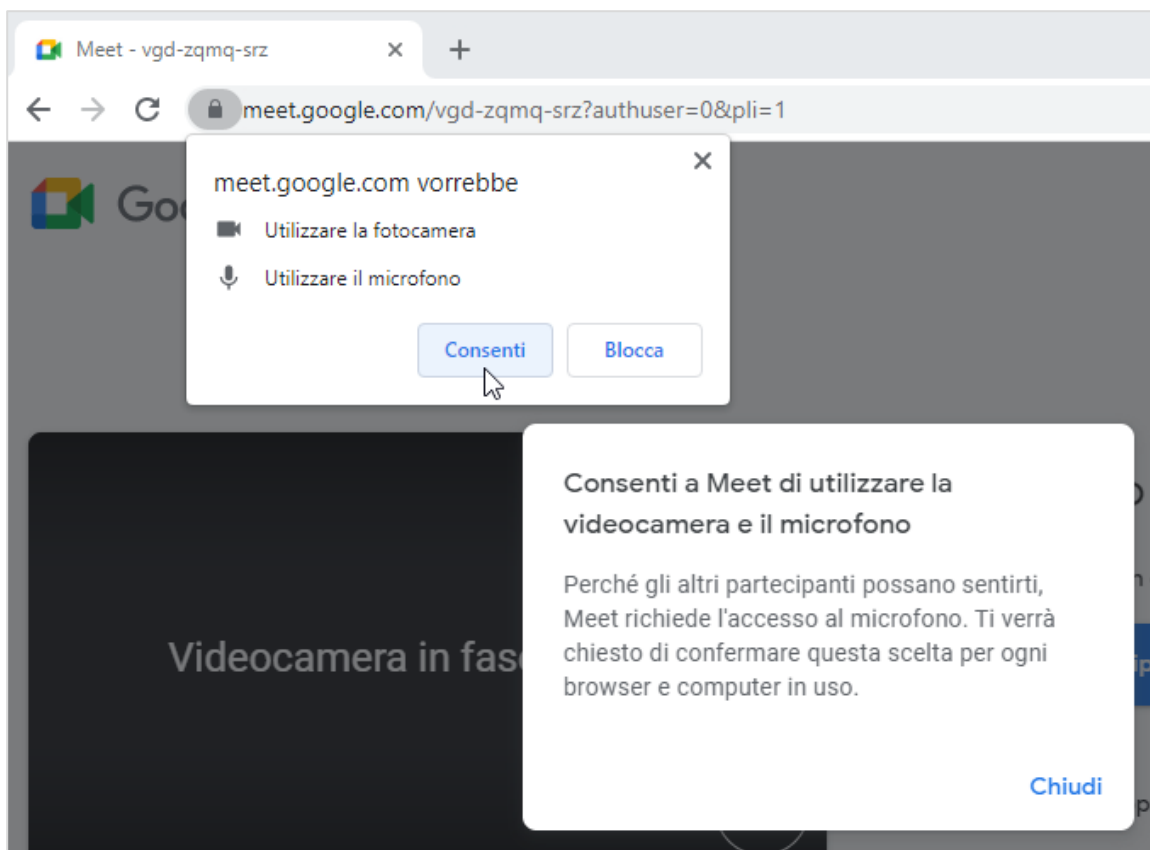 Meet - vgd-zqmq-srz
meet.google.com/vgd-zqmq-srz?authuser=0&pli=1
meet.google.com vorrebbe
Utilizzare la fotocamera
Utilizzare il microfono
Consenti Blocca
Videocamera in
Consenti a Meet di utilizzare la
videocamera e il microfono
Perché gli altri partecipanti possano sentirti,
Meet richiede l'accesso al microfono. Ti verrà
chiesto di confermare questa scelta per ogni
browser e computer in uso.
Chiudi